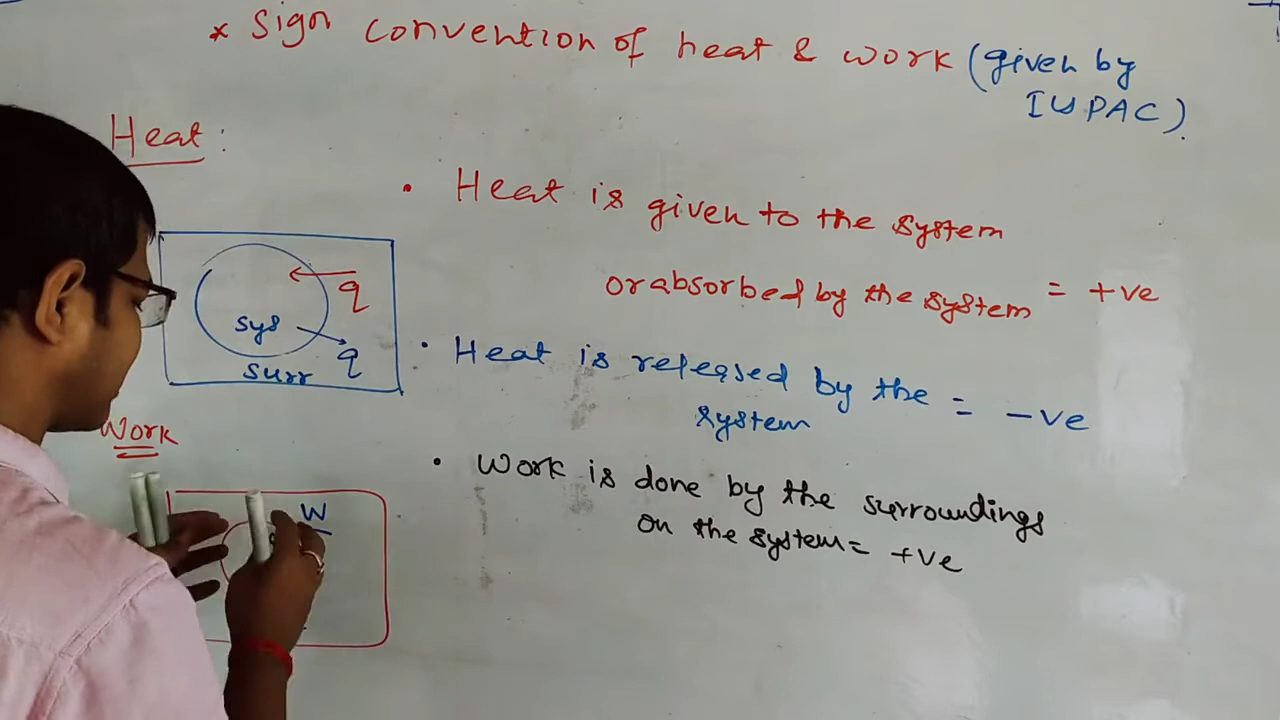 * Sign convention of heat & work (given by
IUPAC).
Heat :
• Heat is given to the system
or absorbed by the system = +ve
q
sys
q
surr
• Heat is released by the = -ve
system
Work
W
• Work is done by the surroundings
on the system = +ve